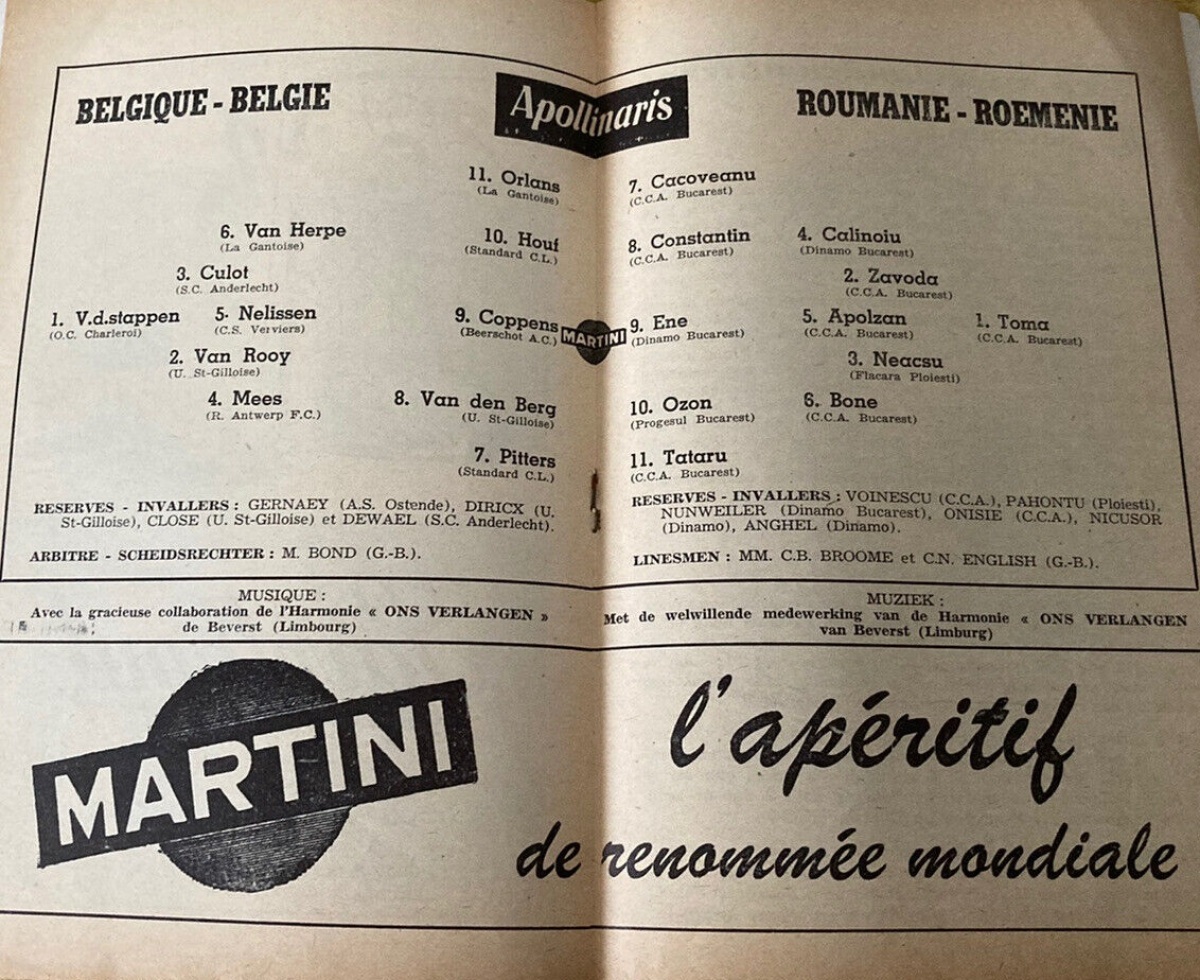 BELGIQUE - BELGIE
Apollinaris
ROUMANIE - ROEMENIE
11. Orlans
(La Gantoise)
6. Van Herpe
(La Gantoise)
10. Houf
(Standard C.L.)
3. Culot
(S.C. Anderlecht)
1. V.d.stappen
(O.C. Charleroi)
5. Nelissen
(C.S. Verviers)
9. Coppens
(Beerschot A.C.)
2. Van Rooy
(U. St-Gilloise)
4. Mees
(R. Antwerp F.C.)
8. Van den Berg
(U. St-Gilloise)
7. Pitters
(Standard C.L.)
RESERVES - INVALLERS : GERNAEY (A.S. Ostende), DIRICX (U.
St-Gilloise), CLOSE (U. St-Gilloise) et DEWAEL (S.C. Anderlecht).
ARBITRE - SCHEIDSRECHTER : M. BOND (G.-B.).
MARTINI
7. Cacoveanu
(C.C.A. Bucarest)
8. Constantin
(C.C.A. Bucarest)
4. Calinoiu
(Dinamo Bucarest)
2. Zavoda
(C.C.A. Bucarest)
9. Ene
(Dinamo Bucarest)
5. Apolzan
(C.C.A. Bucarest)
1. Toma
(C.C.A. Bucarest)
3. Neacsu
(Flacara Ploiesti)
10. Ozon
(Progesul Bucarest)
6. Bone
(C.C.A. Bucarest)
11. Tataru
(C.C.A. Bucarest)
RESERVES - INVALLERS : VOINESCU (C.C.A.), PAHONTU (Ploiesti),
NUNWEILER (Dinamo Bucarest), ONISIE (C.C.A.), NICUSOR
(Dinamo), ANGHEL (Dinamo).
LINESMEN : MM. C.B. BROOME et C.N. ENGLISH (G.-B.).
MUSIQUE :
Avec la gracieuse collaboration de l'Harmonie « ONS VERLANGEN »
de Beverst (Limbourg)
MUZIEK :
Met de welwillende medewerking van de Harmonie « ONS VERLANGEN
van Beverst (Limburg)
MARTINI
l'apéritif
de renommée mondiale